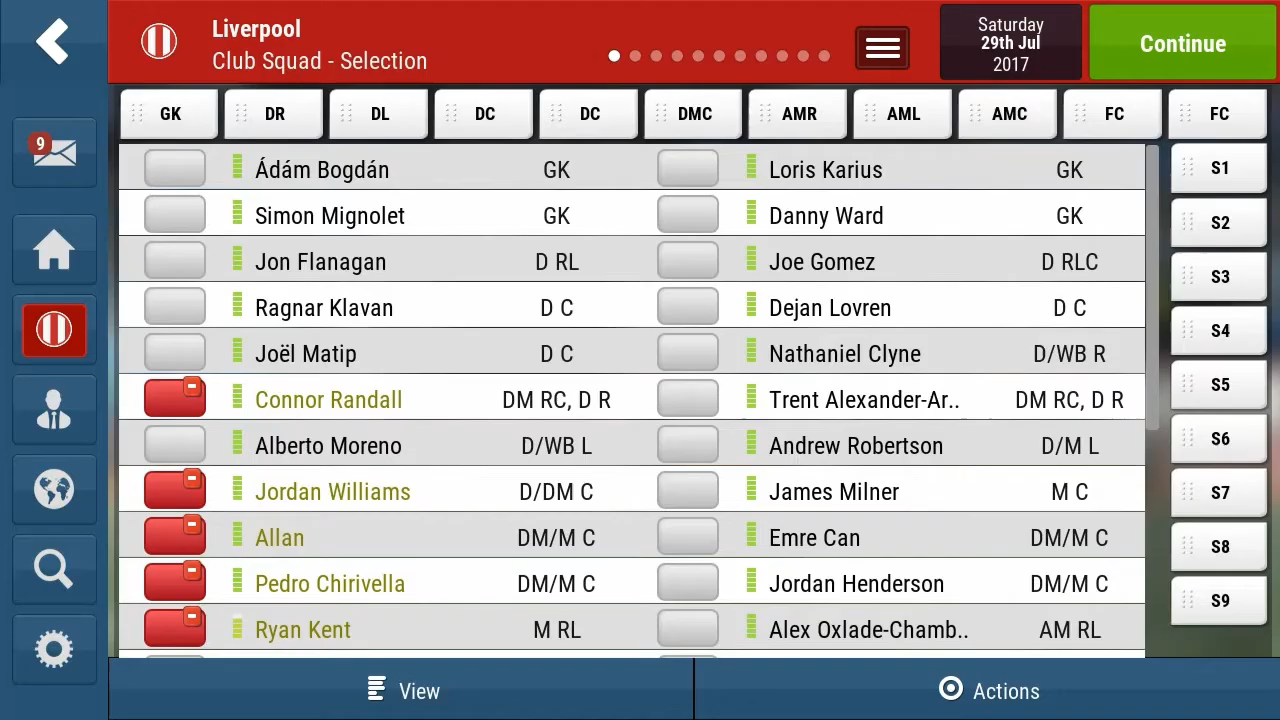 Liverpool
Club Squad - Selection
Saturday
29th Jul
2017
Continue
9
GK DR DL DC DC DMC AMR AML AMC FC FC
Ádám Bogdán GK Loris Karius GK S1
Simon Mignolet GK Danny Ward GK S2
Jon Flanagan D RL Joe Gomez D RLC S3
Ragnar Klavan D C Dejan Lovren D C S4
Joël Matip D C Nathaniel Clyne D/WB R S5
Connor Randall DM RC, D R Trent Alexander-Ar.. DM RC, D R S6
Alberto Moreno D/WB L Andrew Robertson D/M L S7
Jordan Williams D/DM C James Milner M C S8
Allan DM/M C Emre Can DM/M C S9
Pedro Chirivella DM/M C Jordan Henderson DM/M C
Ryan Kent M RL Alex Oxlade-Chamb.. AM RL
View Actions